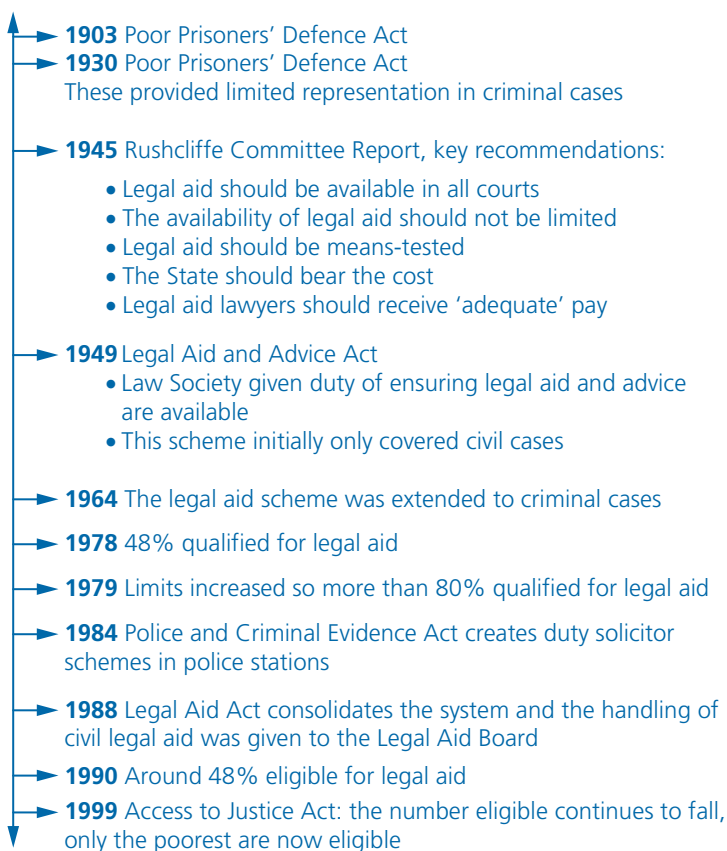 1903 Poor Prisoners’ Defence Act
1930 Poor Prisoners’ Defence Act
These provided limited representation in criminal cases
1945 Rushcliffe Committee Report, key recommendations:
• Legal aid should be available in all courts
• The availability of legal aid should not be limited
• Legal aid should be means-tested
• The State should bear the cost
• Legal aid lawyers should receive ‘adequate’ pay
1949 Legal Aid and Advice Act
• Law Society given duty of ensuring legal aid and advice
are available
• This scheme initially only covered civil cases
1964 The legal aid scheme was extended to criminal cases
1978 48% qualified for legal aid
1979 Limits increased so more than 80% qualified for legal aid
1984 Police and Criminal Evidence Act creates duty solicitor
schemes in police stations
1988 Legal Aid Act consolidates the system and the handling of
civil legal aid was given to the Legal Aid Board
1990 Around 48% eligible for legal aid
1999 Access to Justice Act: the number eligible continues to fall,
only the poorest are now eligible